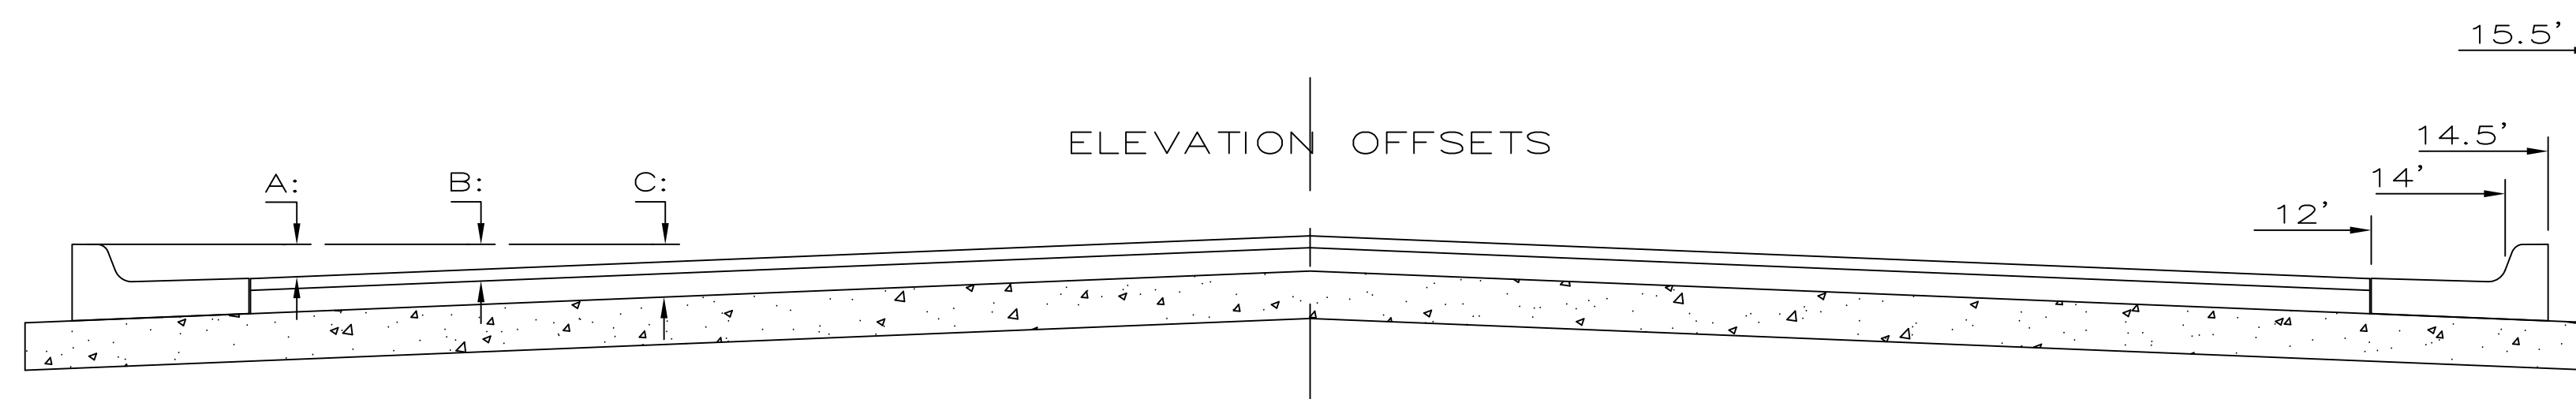 15.5’
ELEVATION OFFSETS
14.5’
14’
A:
B:
C:
12’